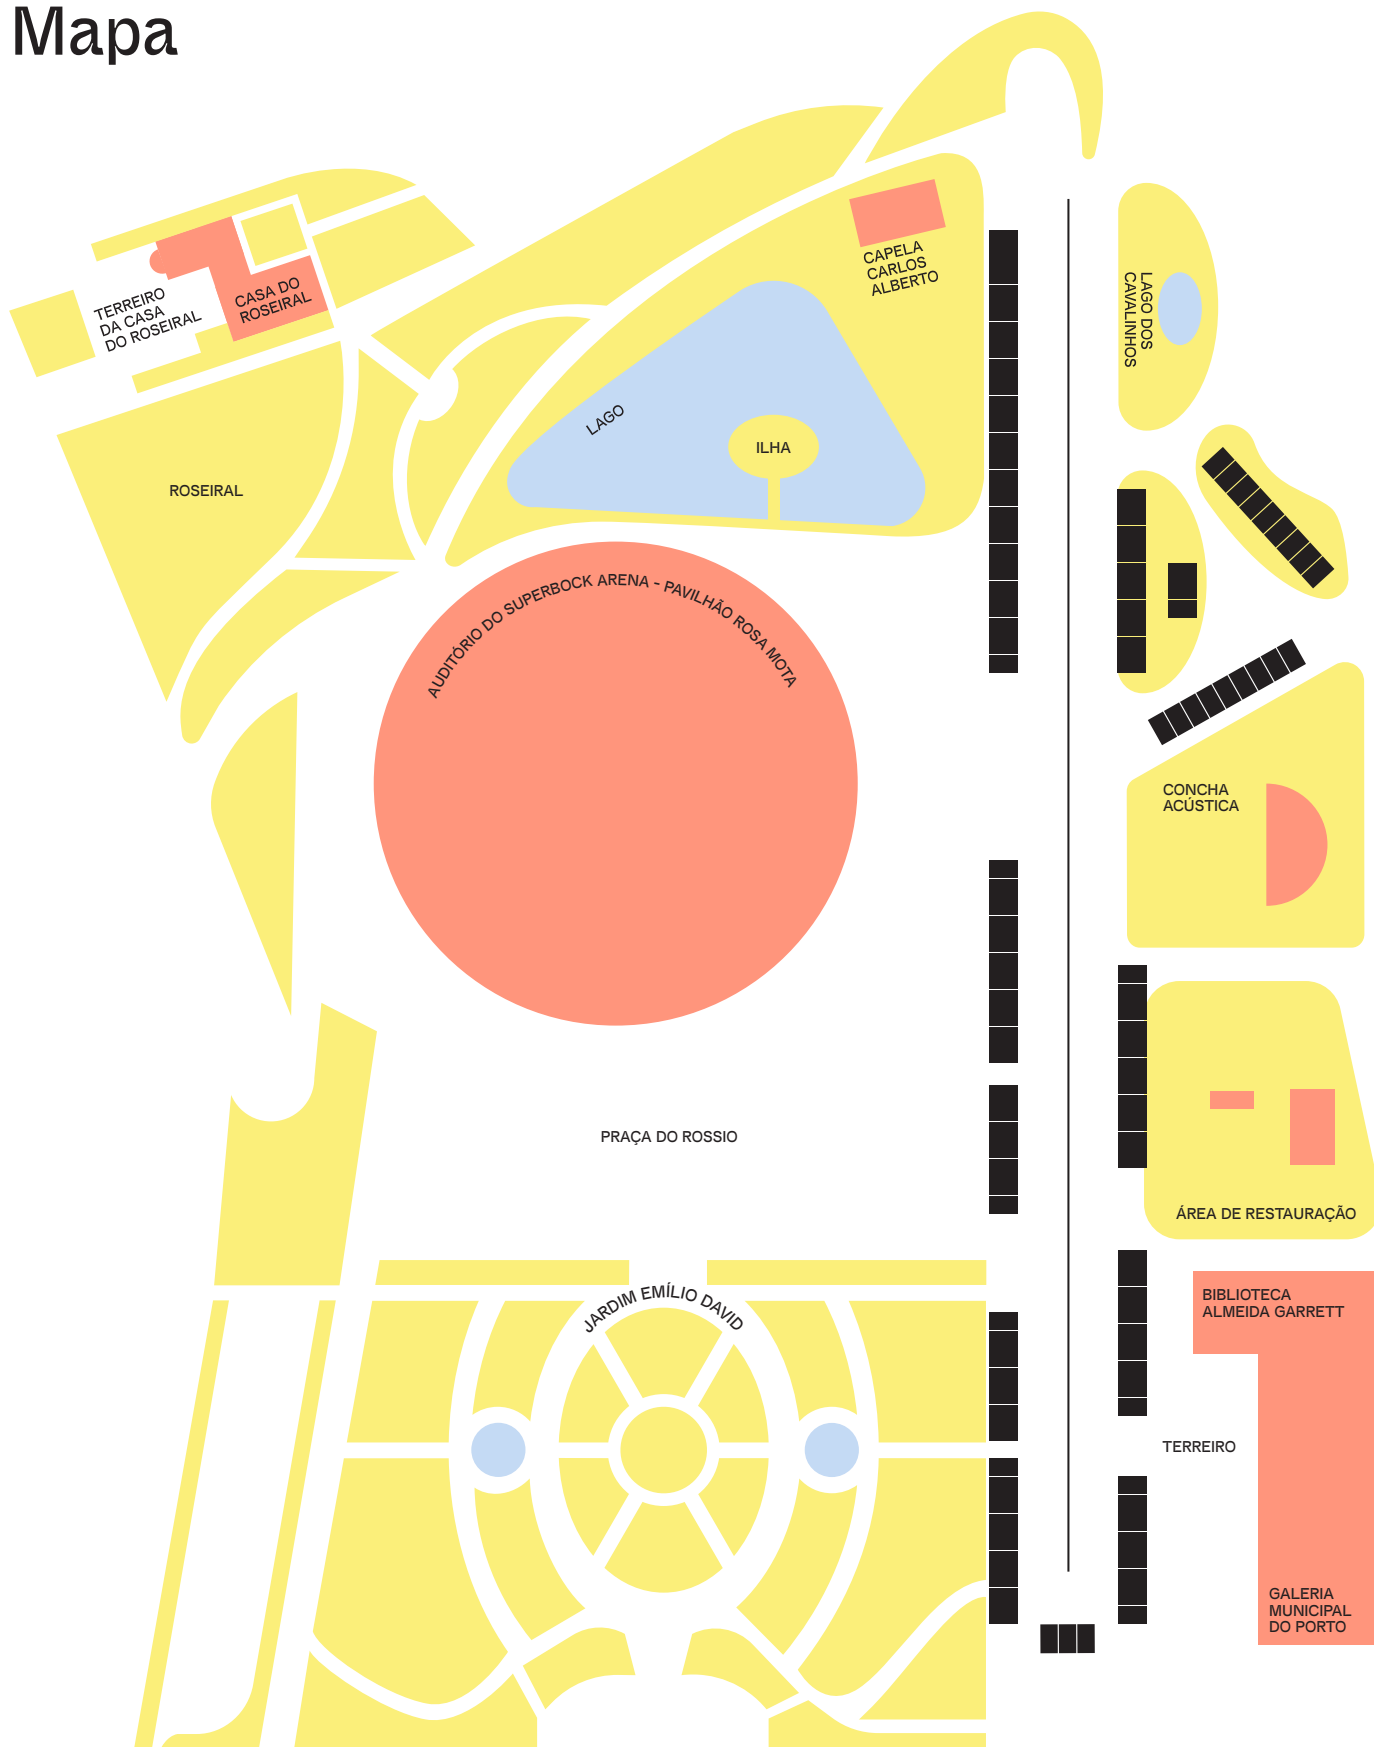 Mapa
CAPELA
CARLOS
ALBERTO
TERREIRO
DA CASA
DO ROSEIRAL
CASA DO
ROSEIRAL
LAGO DOS
CAVALINHOS
LAGO
ILHA
ROSEIRAL
AUDITÓRIO DO SUPERBOCK ARENA - PAVILHÃO ROSA MOTA
CONCHA
ACÚSTICA
PRAÇA DO ROSSIO
ÁREA DE RESTAURAÇÃO
JARDIM EMÍLIO DAVID
BIBLIOTECA
ALMEIDA GARRETT
TERREIRO
GALERIA
MUNICIPAL
DO PORTO